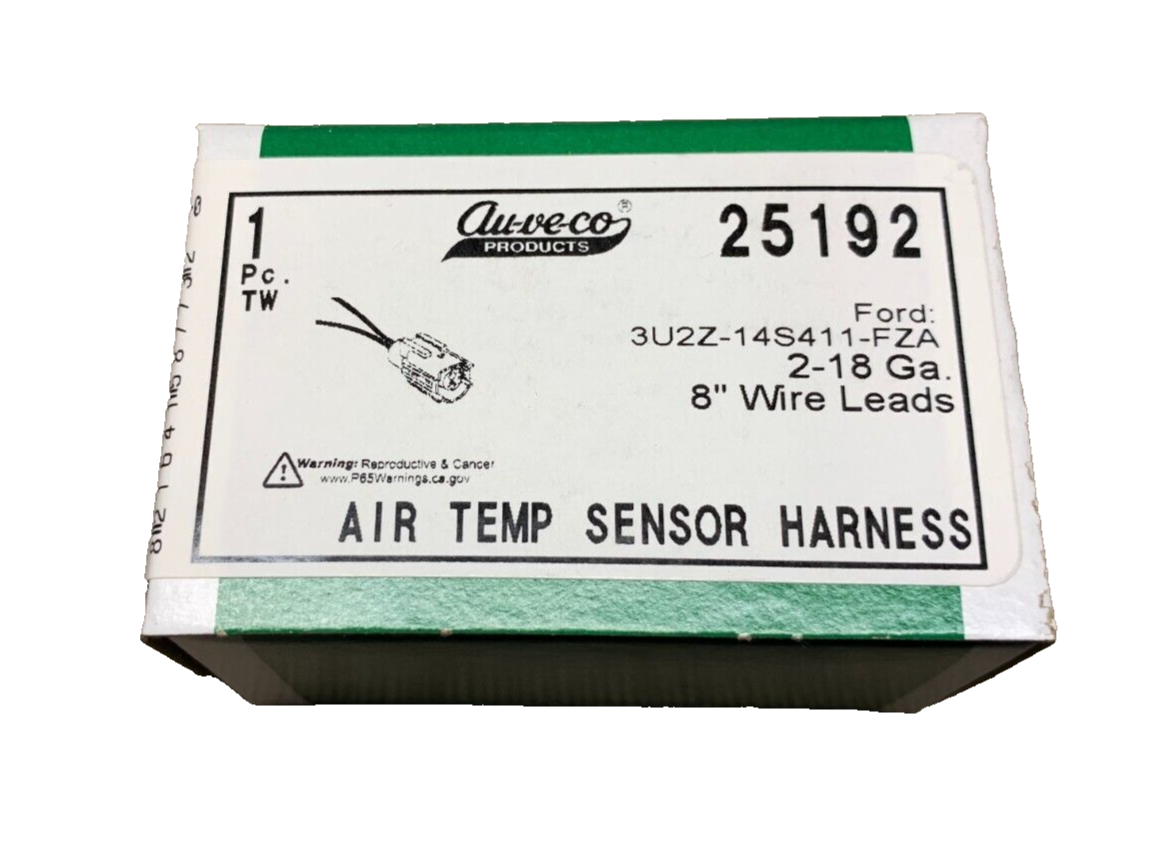 1
Pc.
TW
au-ve-co®
PRODUCTS
25192
Ford:
3U2Z-14S411-FZA
2-18 Ga.
8" Wire Leads
Warning: Reproductive & Cancer
www.P65Warnings.ca.gov
AIR TEMP SENSOR HARNESS